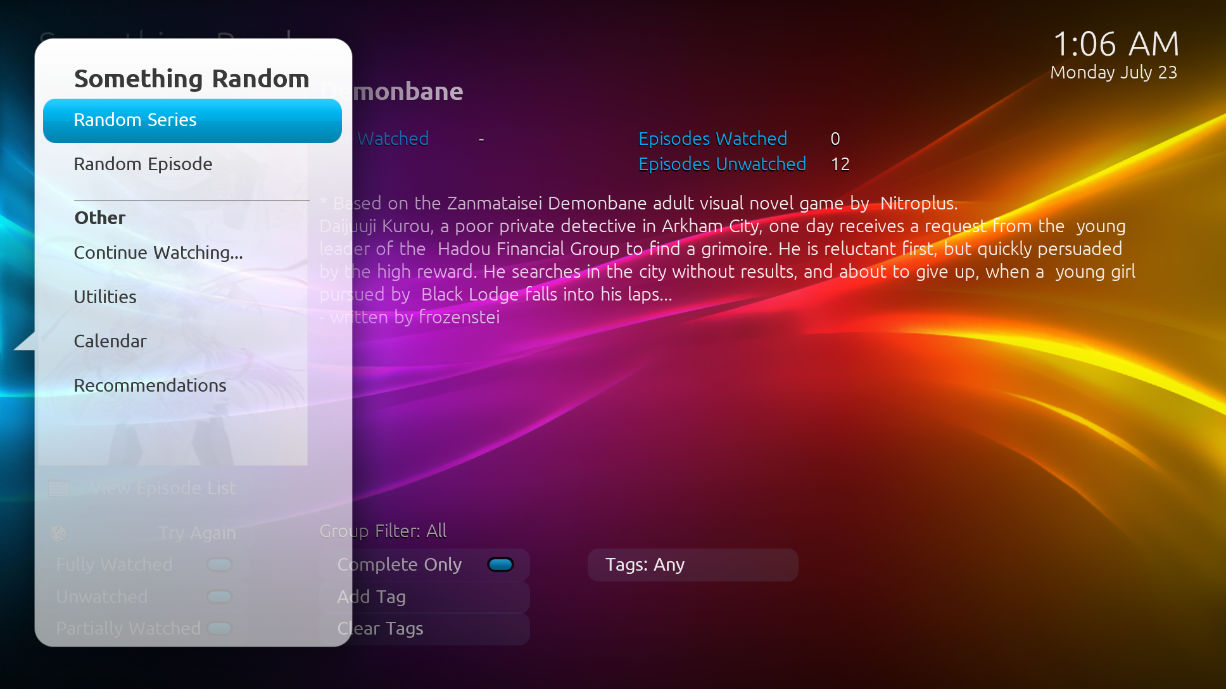 Something Random
1:06 AM
Monday July 23
Something Random
Random Series
Random Episode
Other
Continue Watching...
Utilities
Calendar
Recommendations
Demonbane
Watched -
Episodes Watched 0
Episodes Unwatched 12
* Based on the Zanmataisei Demonbane adult visual novel game by Nitroplus.
Daijuuji Kurou, a poor private detective in Arkham City, one day receives a request from the young
leader of the Hadou Financial Group to find a grimoire. He is reluctant first, but quickly persuaded
by the high reward. He searches in the city without results, and about to give up, when a young girl
pursued by Black Lodge falls into his laps...
- written by frozenstei
View Episode List
Try Again
Fully Watched
Unwatched
Partially Watched
Group Filter: All
Complete Only
Add Tag
Clear Tags
Tags: Any